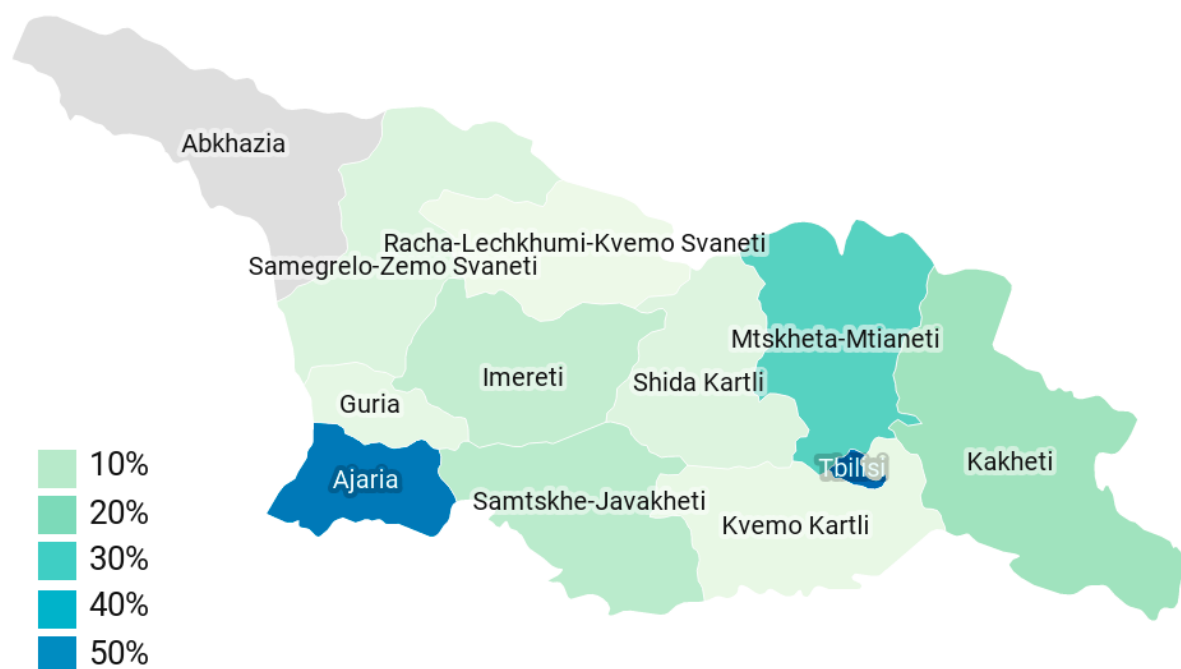 Abkhazia
Racha-Lechkhumi-Kvemo Svaneti
Samegrelo-Zemo Svaneti
Mtskheta-Mtianeti
Imereti
Shida Kartli
Guria
Kakheti
Tbilisi
Ajaria
Samtskhe-Javakheti
Kvemo Kartli
10%
20%
30%
40%
50%